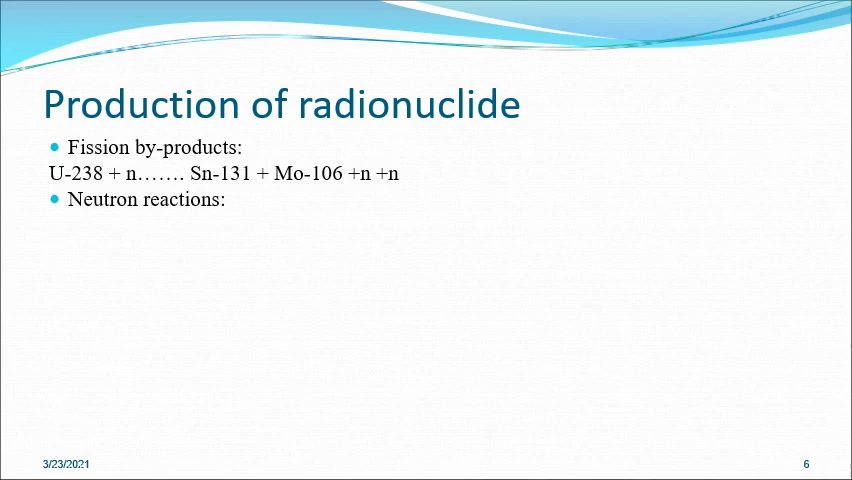 Production of radionuclide
Fission by-products:
U-238 + n……. Sn-131 + Mo-106 +n +n
Neutron reactions:
3/23/2021
6